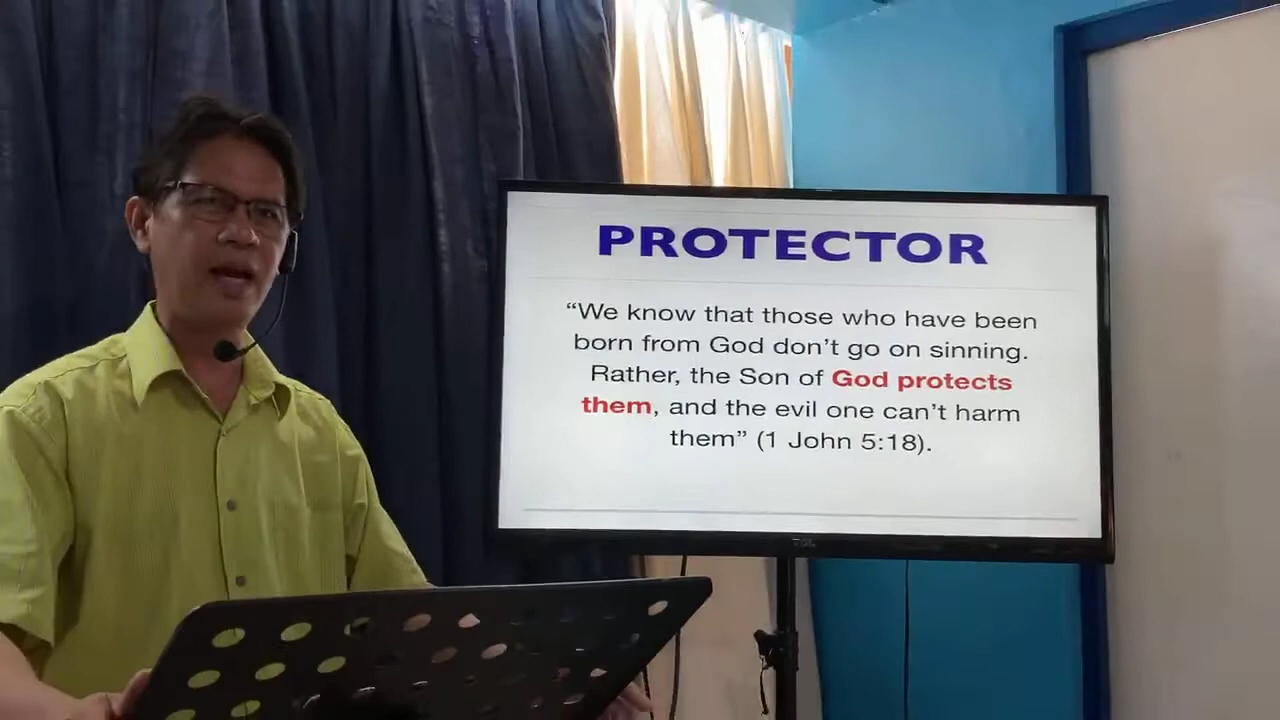 PROTECTOR
“We know that those who have been
born from God don’t go on sinning.
Rather, the Son of God protects
them, and the evil one can’t harm
them” (1 John 5:18).
TCL